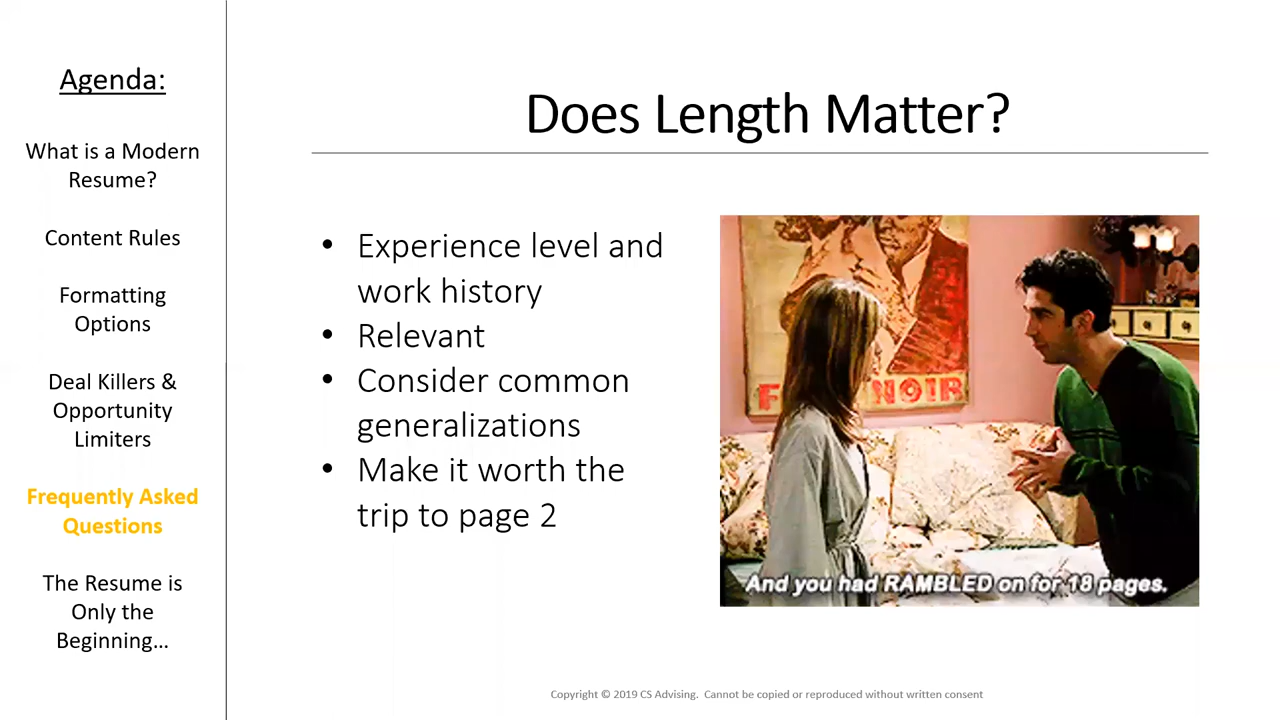 Agenda:
What is a Modern
Resume?
Content Rules
Formatting
Options
Deal Killers &
Opportunity
Limiters
Frequently Asked
Questions
The Resume is
Only the
Beginning…
Does Length Matter?
• Experience level and
work history
• Relevant
• Consider common
generalizations
• Make it worth the
trip to page 2
NOIR
And you had RAMBLED on for 18 pages.
Copyright © 2019 CS Advising. Cannot be copied or reproduced without written consent